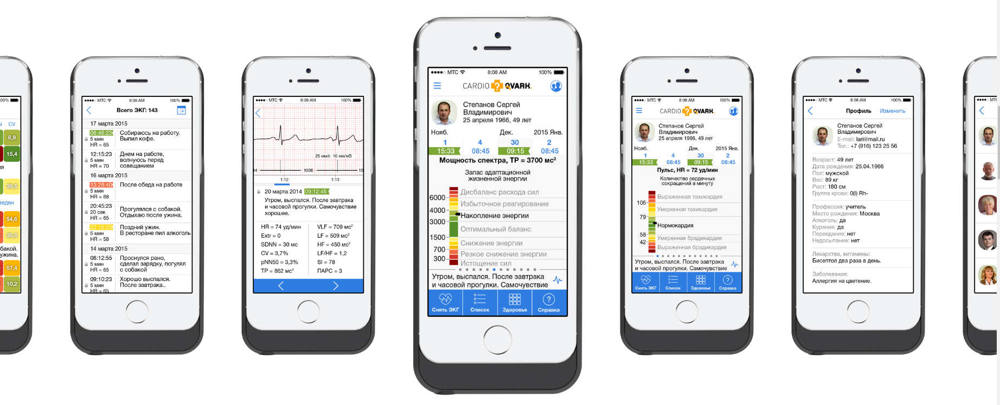 00%
N CV
8,9
15,4
ия
39,5
веден
54,6
35,8
бакой.
ужина.
57,4
10,2
МТС 8:08 AM 100%
Всего ЭКГ: 143
17 марта 2015
08:46:23 Собираюсь на работу.
5 мин Выпил кофе.
HR = 65
12:15:23 Днем на работе,
5 мин волнуюсь перед
HR = 70 совещанием
16 марта 2015
13:28:40 После обеда на работе
5 мин
HR = 68
20:45:23 Прогулялся с собакой.
20 сек Отдыхаю после ужина.
HR = 65
22:15:23 Поздний ужин.
5 мин В ресторане пил алкоголь
HR = 58
14 марта 2015
08:12:55 Проснулся рано,
5 мин сделал зарядку, погулял
HR = 65 с собакой
09:10:23 Хорошо выспался.
5 мин После завтрака..
HR = 65
МТС 8:08 AM 100%
25 мм/с 10 мм/мВ
44 1008 10
1:12 1:13
20 марта 2014 09:12:45
Утром, выспался. После завтрака
и часовой прогулки. Самочувствие
хорошее.
HR = 74 уд/мин VLF = 709 мс²
Extr = 0 LF = 509 мс²
SDNN = 30 мс HF = 450 мс²
CV = 3,7% LF/HF = 1,2
pNN50 = 3,3% SI = 78
TP = 862 мс² ПАРС = 3
МТС 8:08 AM 100%
CARDIO ? QVARK.
Степанов Сергей
Владимирович
25 апреля 1966, 49 лет
Нояб. Дек. 2015 Янв.
1 4 30 2
15:33 08:45 09:15 08:45
Мощность спектра, TP = 3700 мс²
Запас адаптационной
жизненной энергии
Дисбаланс расхода сил
6000
Избыточное реагирование
4000
Накопление энергии
3000
Оптимальный баланс
1500
Снижение энергии
700
Резкое снижение энергии
300
Истощение сил
Утром, выспался. После завтрака
и часовой прогулки. Самочувствие
Снять ЭКГ Список Здоровье Справка
МТС 8:08 AM 100%
CARDIO ? QVARK.
Степанов Сергей
Владимирович
25 апреля 1966, 49 лет
Нояб. Дек. 2015 Янв.
1 4 30 2
15:33 08:45 09:15 08:45
Пульс, HR = 72 уд/мин
Количество сердечных
сокращений в минуту
Выраженная тахикардия
106
Умеренная тахикардия
79
Нормокардия
58
Умеренная брадикардия
42
Выраженная брадикардия
Утром, выспался. После завтрака
и часовой прогулки. Самочувствие
Снять ЭКГ Список Здоровье Справка
МТС 8:08 AM 100%
Профиль Изменить
Степанов Сергей
Владимирович
E-mail: lari@mail.ru
Тел.: +7 (916) 123 25 56
Возраст: 49 лет
Дата рождения: 25.04.1966
Пол: мужской
Вес: 89 кг
Рост: 180 см
Группа крови: 0(I) Rh-
Профессия: учитель
Место рождения: Москва
Алкоголь: да
Курение: да
Переедание: нет
Недосыпание: нет
Лекарства, витамины:
Бисептол два раза в день.
Заболевания:
Аллергия на цветение.
МТС